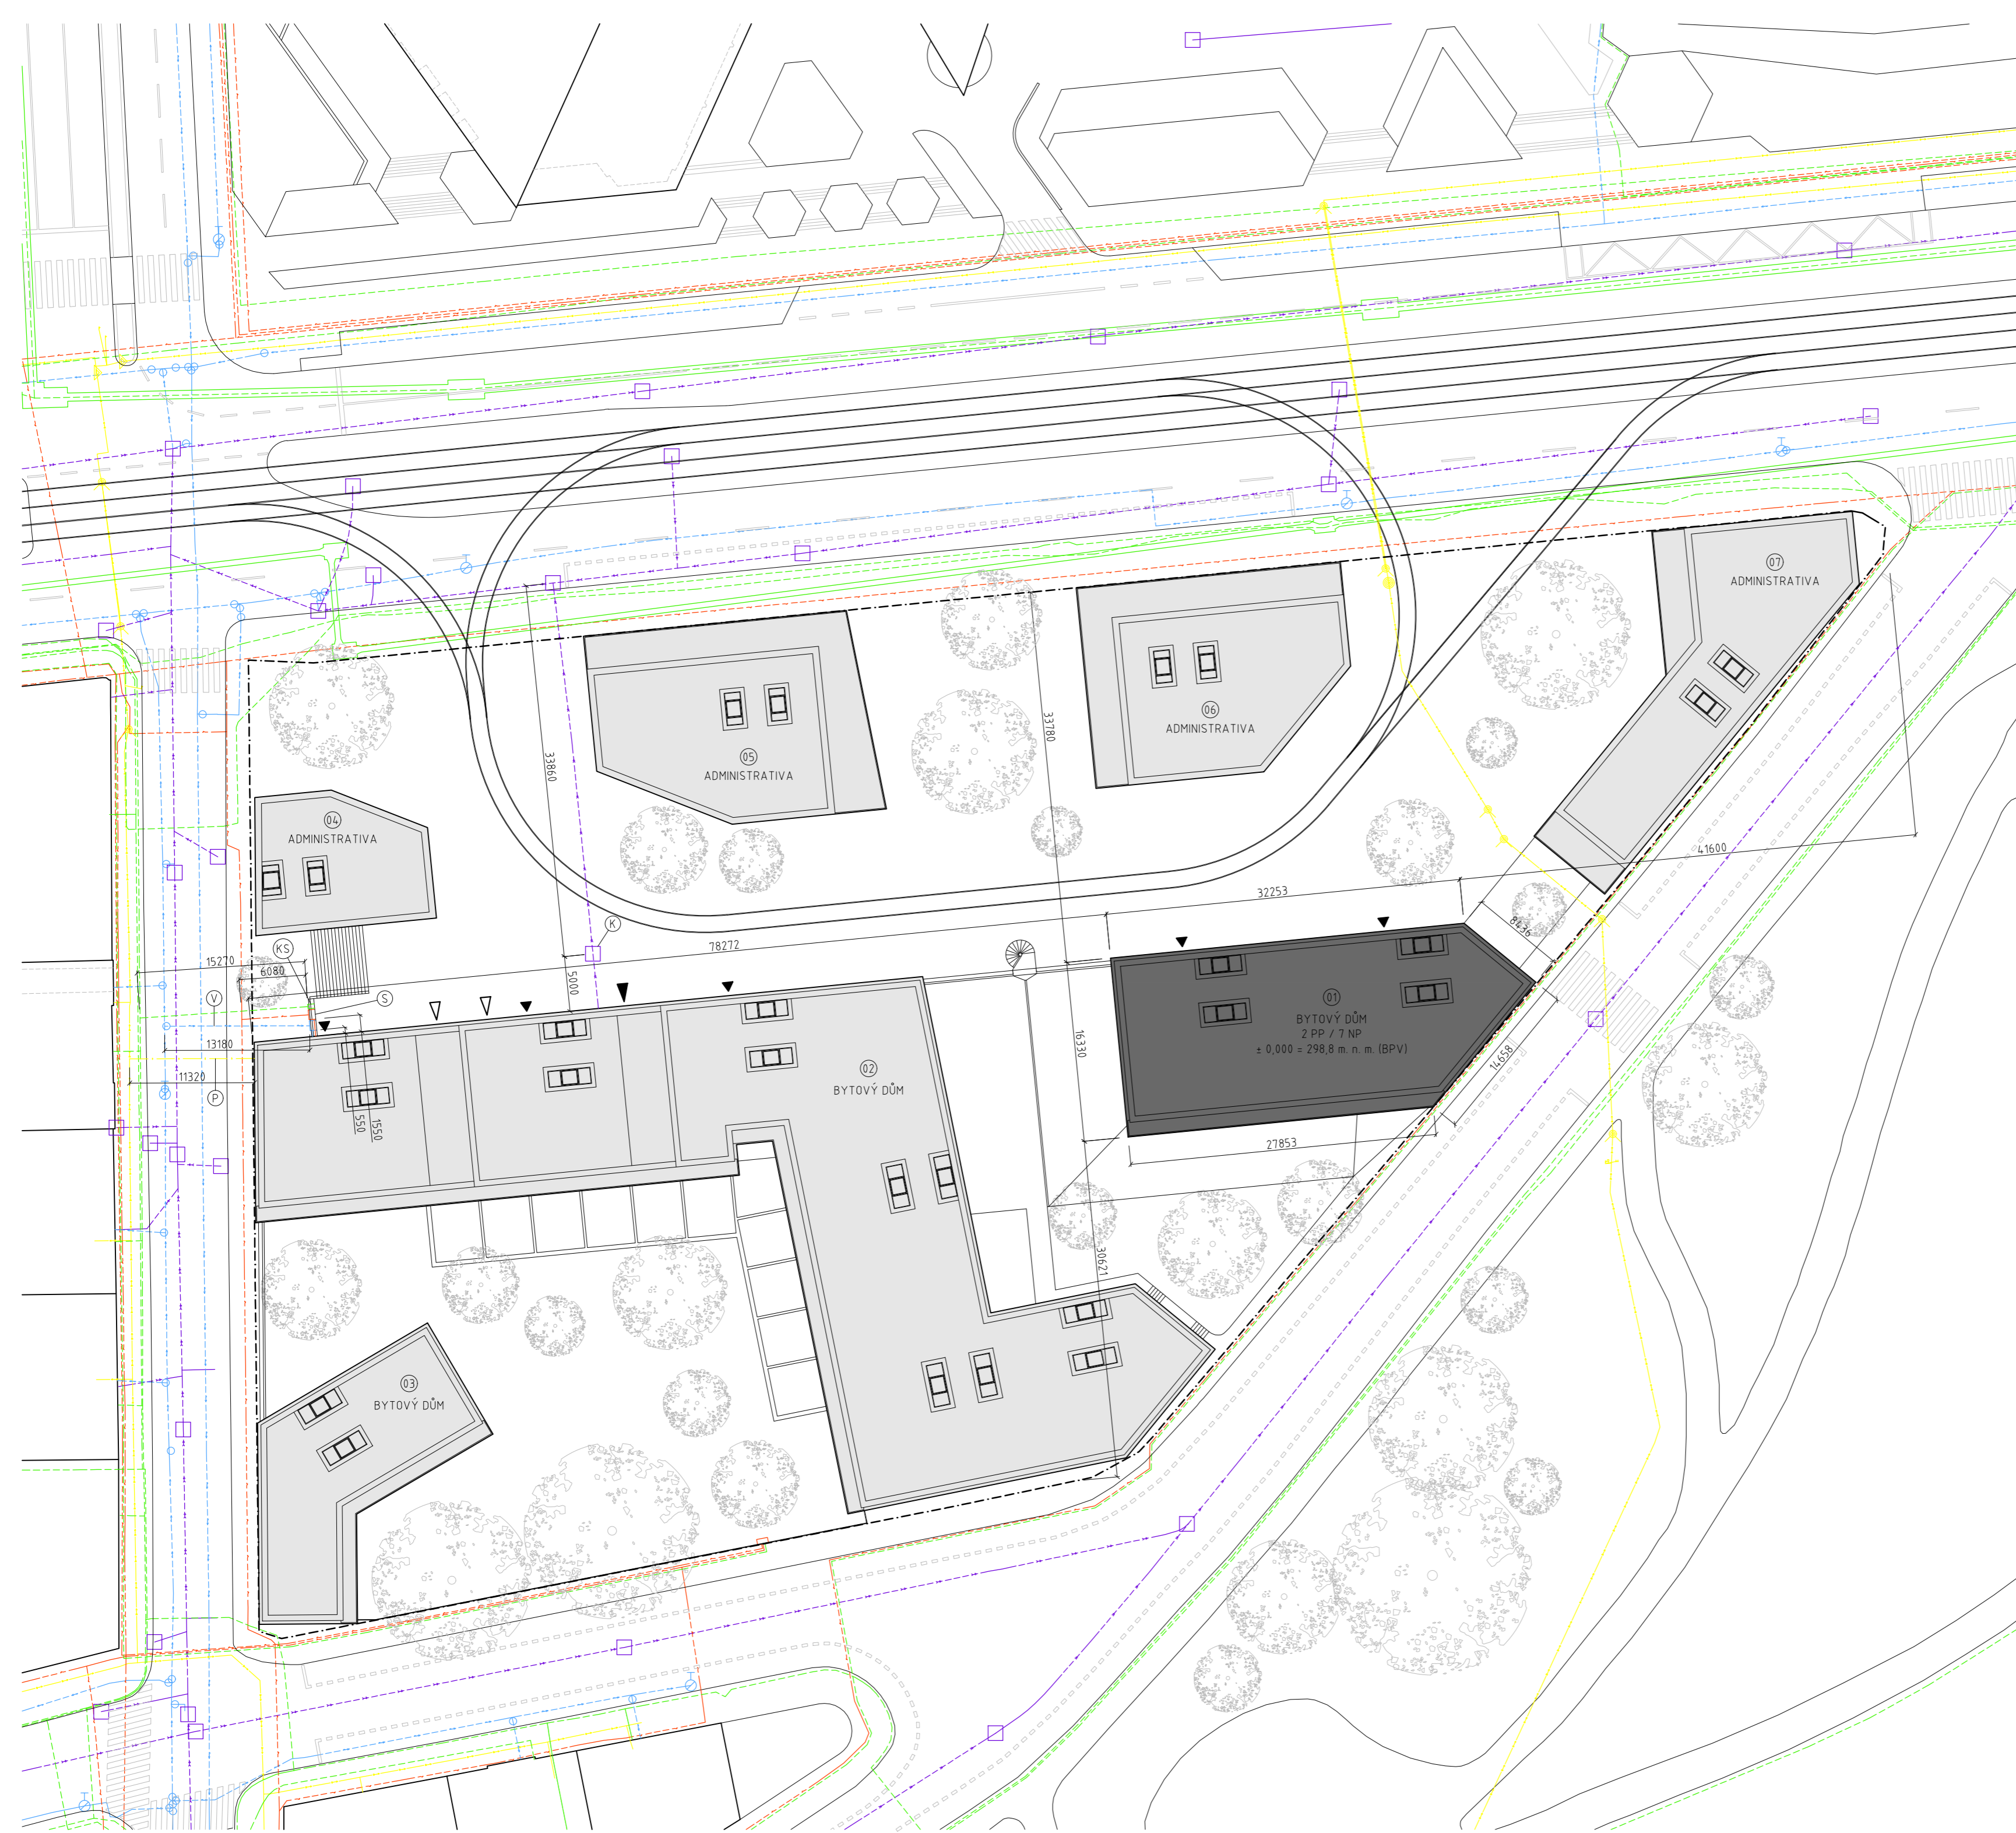 07
ADMINISTRATIVA
06
ADMINISTRATIVA
05
ADMINISTRATIVA
04
ADMINISTRATIVA
33860
33780
41600
32253
78272
8436
K
KS
15270
6080
V
S
5000
13180
11320
P
550
1550
01
BYTOVÝ DŮM
2 PP / 7 NP
± 0,000 = 298,8 m. n. m. (BPV)
16330
14658
27853
02
BYTOVÝ DŮM
30621
03
BYTOVÝ DŮM